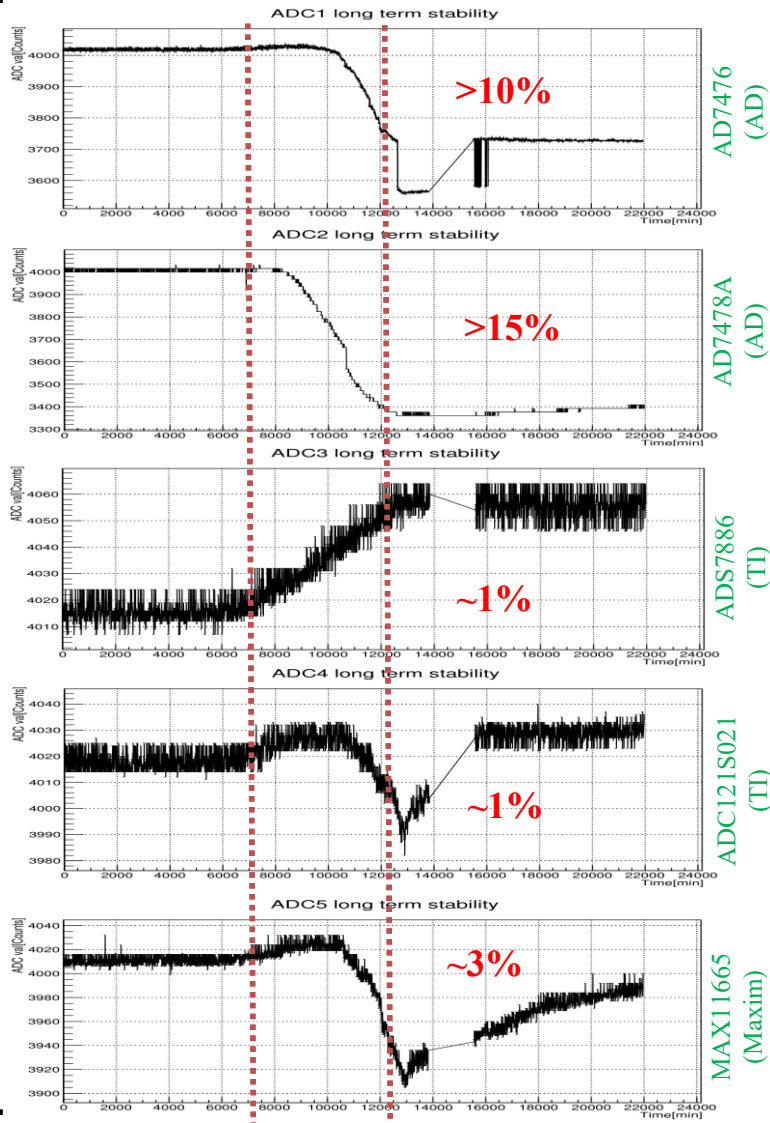 ADC1 long term stability
ADC val[Counts]
4000
3900
3800
3700
3600
0 2000 4000 6000 8000 10000 12000 14000 16000 18000 20000 22000 24000
Time[min]
>10%
AD7476
(AD)
ADC2 long term stability
ADC val[Counts]
4000
3900
3800
3700
3600
3500
3400
3300
0 2000 4000 6000 8000 10000 12000 14000 16000 18000 20000 22000 24000
Time[min]
>15%
AD7478A
(AD)
ADC3 long term stability
ADC val[Counts]
4060
4050
4040
4030
4020
4010
0 2000 4000 6000 8000 10000 12000 14000 16000 18000 20000 22000 24000
Time[min]
~1%
ADS7886
(TI)
ADC4 long term stability
ADC val[Counts]
4040
4030
4020
4010
4000
3990
3980
0 2000 4000 6000 8000 10000 12000 14000 16000 18000 20000 22000 24000
Time[min]
~1%
ADC121S021
(TI)
ADC5 long term stability
ADC val[Counts]
4040
4020
4000
3980
3960
3940
3920
3900
0 2000 4000 6000 8000 10000 12000 14000 16000 18000 20000 22000 24000
Time[min]
~3%
MAX11665
(Maxim)